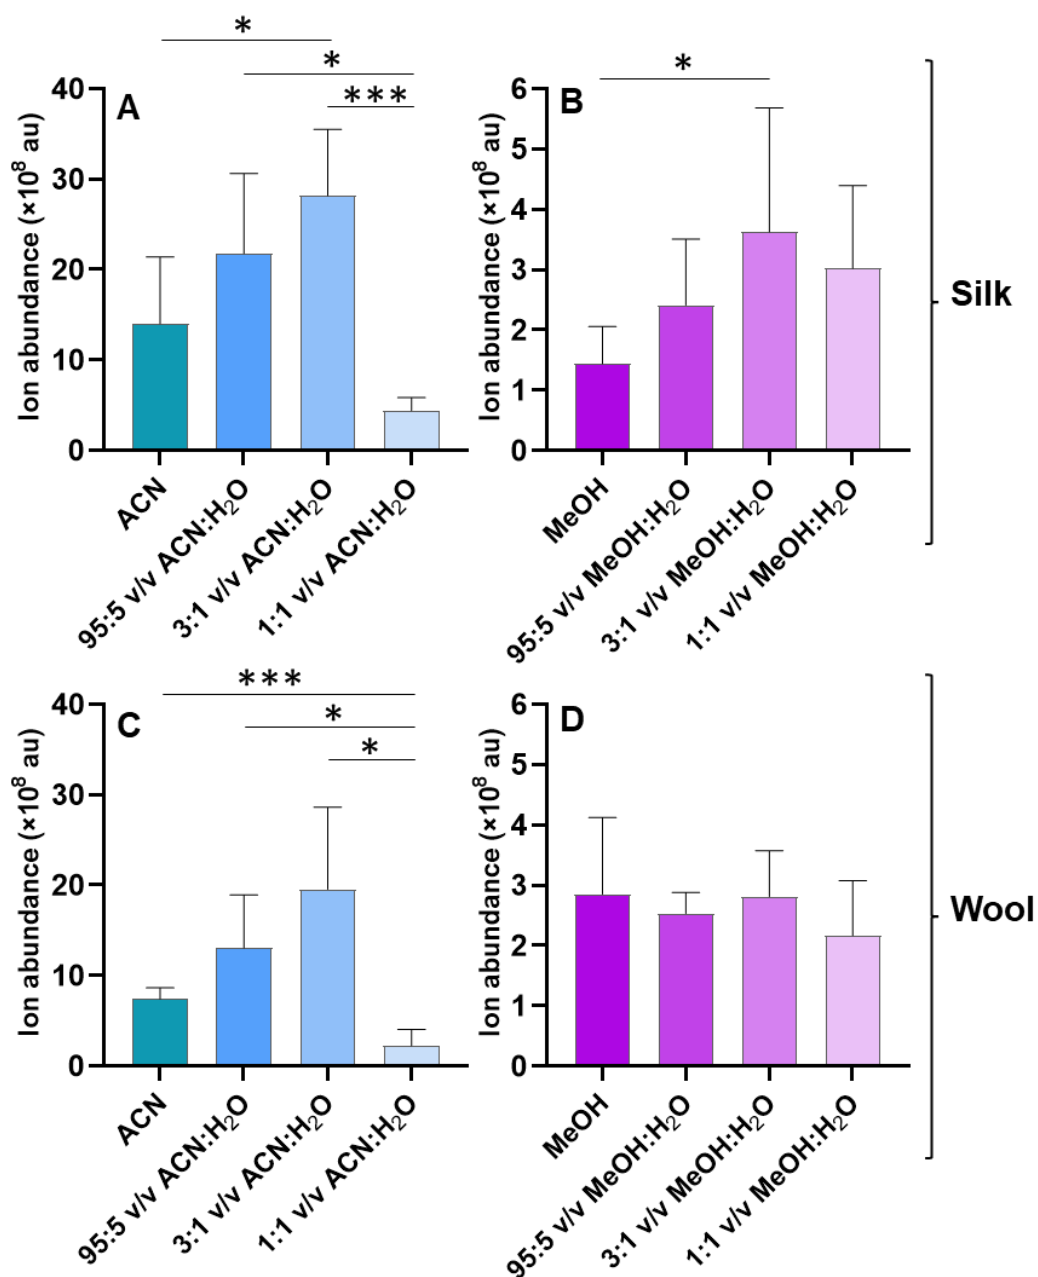 *
*
***
A
Ion abundance (×10⁸ au)
40
30
20
10
0
ACN
95:5 v/v ACN:H₂O
3:1 v/v ACN:H₂O
1:1 v/v ACN:H₂O
*
B
Ion abundance (×10⁸ au)
6
5
4
3
2
1
0
MeOH
95:5 v/v MeOH:H₂O
3:1 v/v MeOH:H₂O
1:1 v/v MeOH:H₂O
Silk
***
*
*
C
Ion abundance (×10⁸ au)
40
30
20
10
0
ACN
95:5 v/v ACN:H₂O
3:1 v/v ACN:H₂O
1:1 v/v ACN:H₂O
D
Ion abundance (×10⁸ au)
6
5
4
3
2
1
0
MeOH
95:5 v/v MeOH:H₂O
3:1 v/v MeOH:H₂O
1:1 v/v MeOH:H₂O
Wool